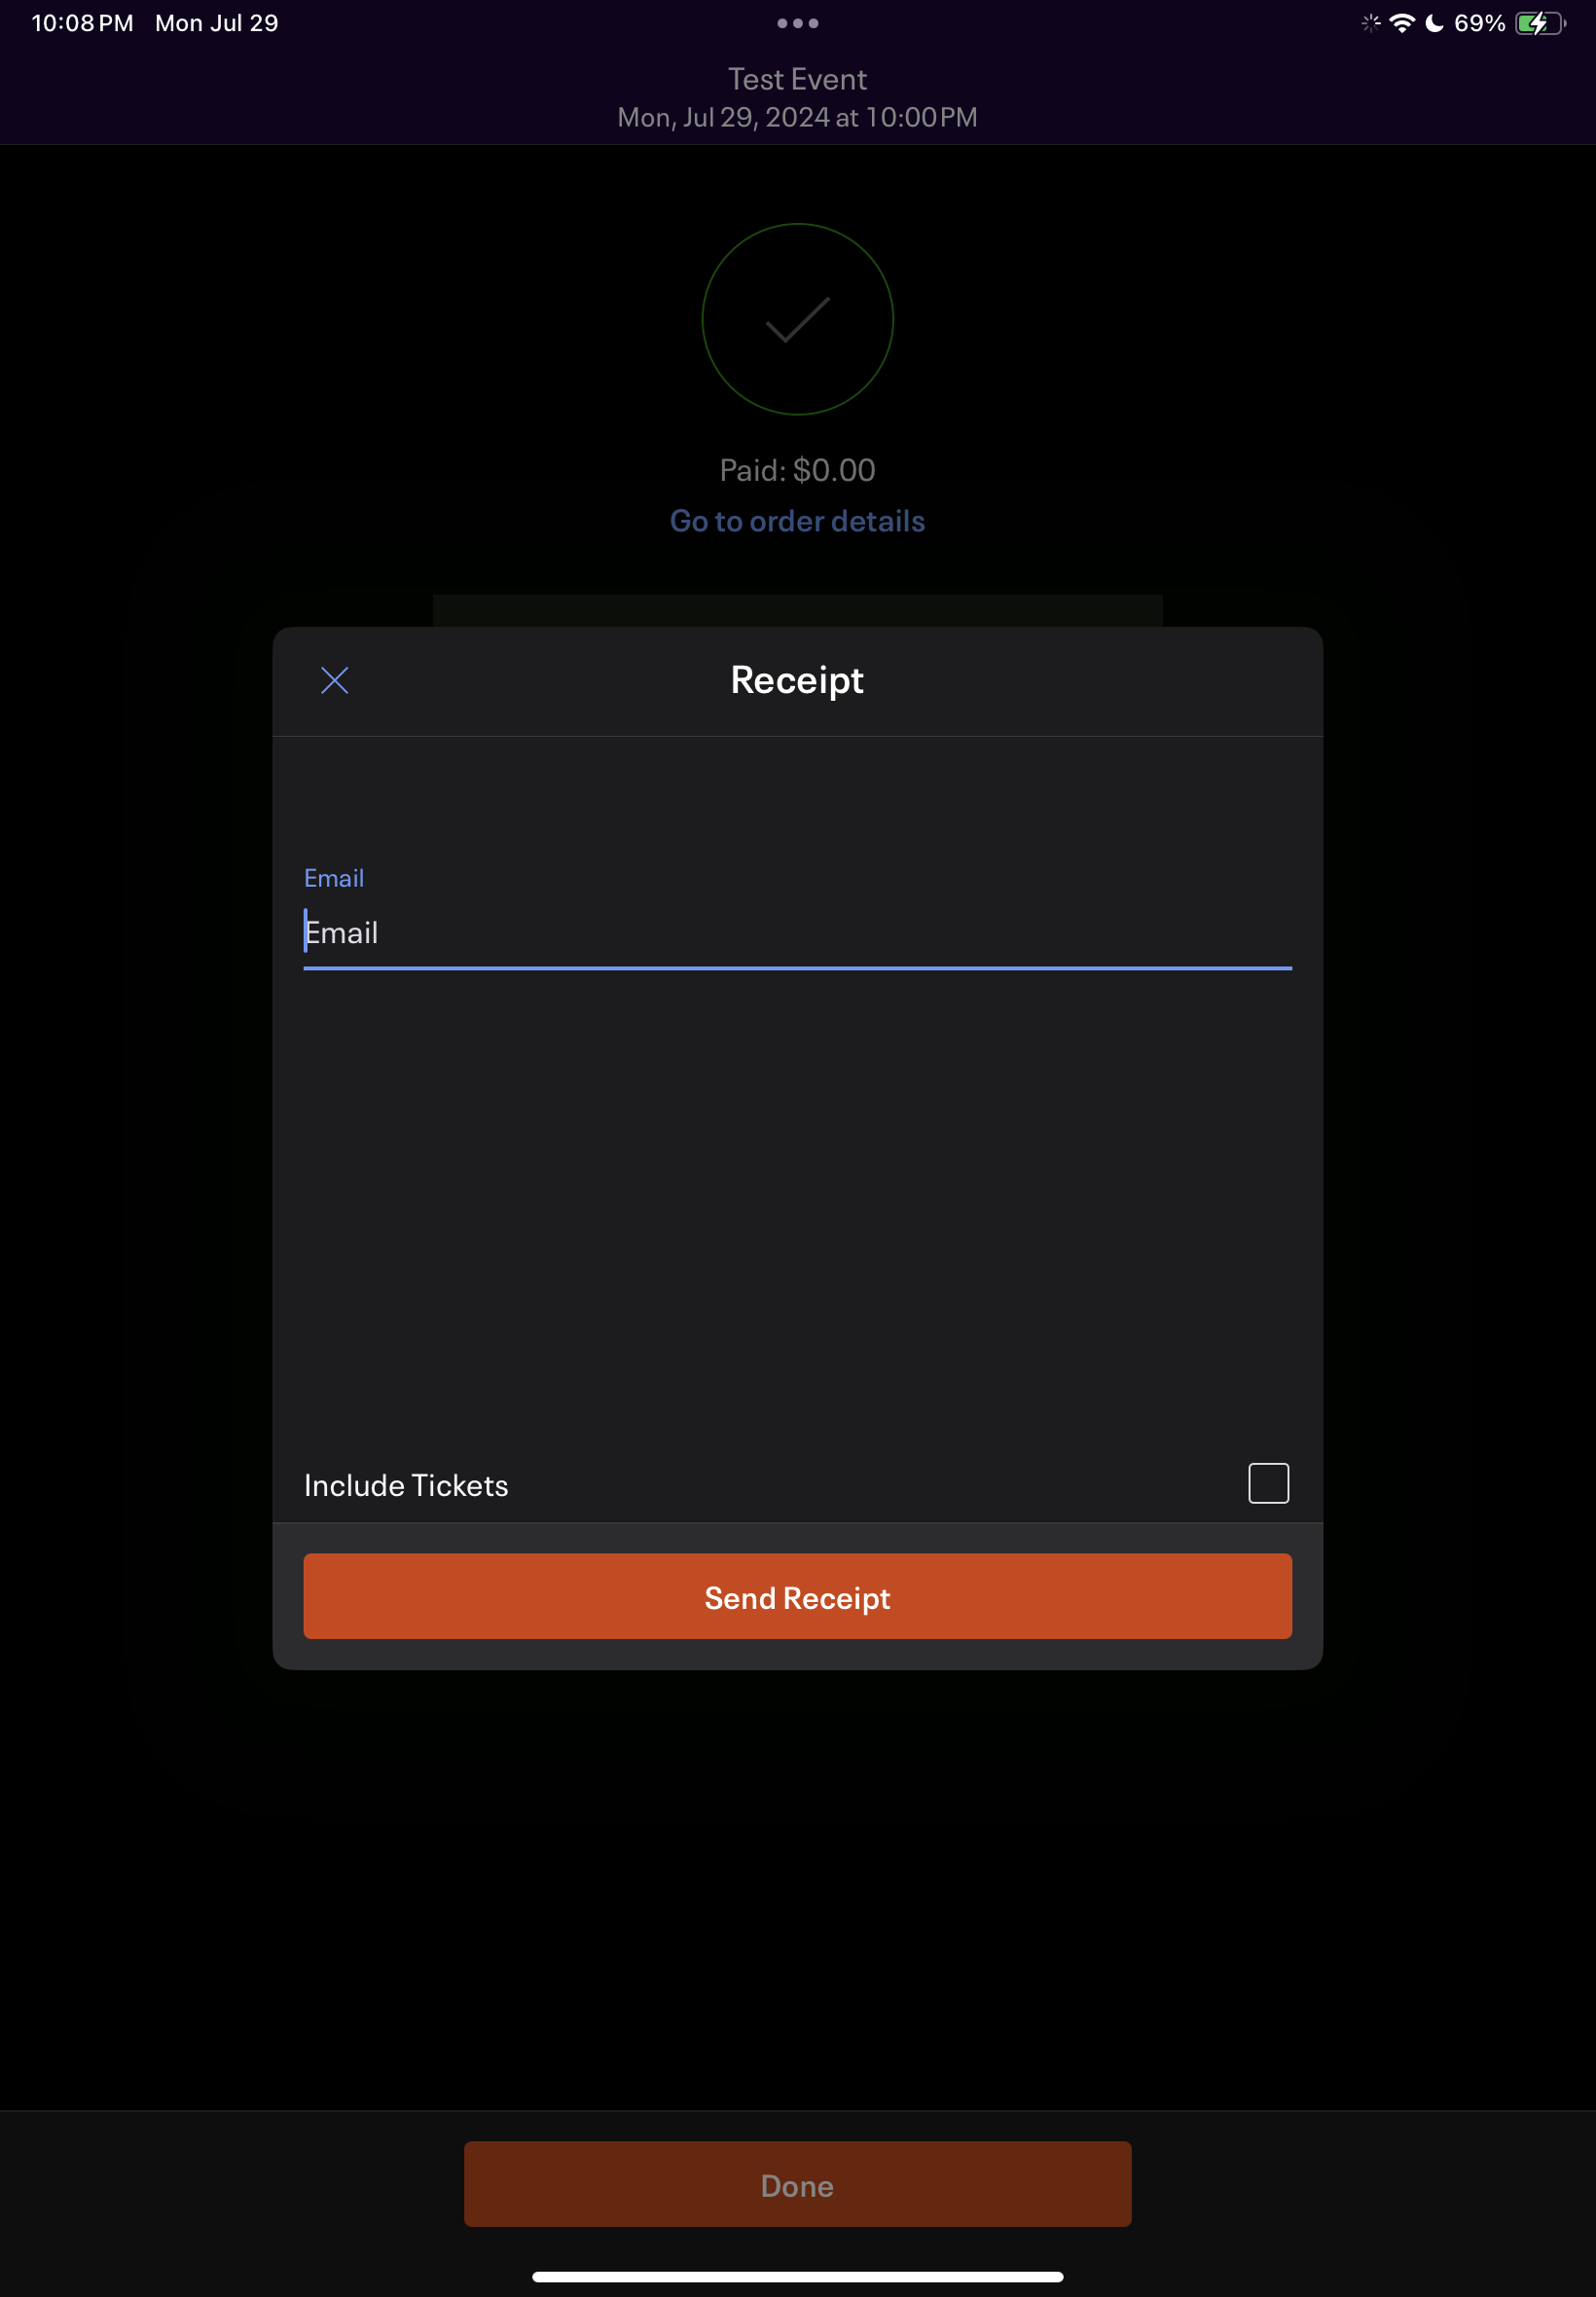 10:08 PM Mon Jul 29
69%
Test Event
Mon, Jul 29, 2024 at 10:00 PM
Paid: $0.00
Go to order details
Receipt
Email
Email
Include Tickets
Send Receipt
Done